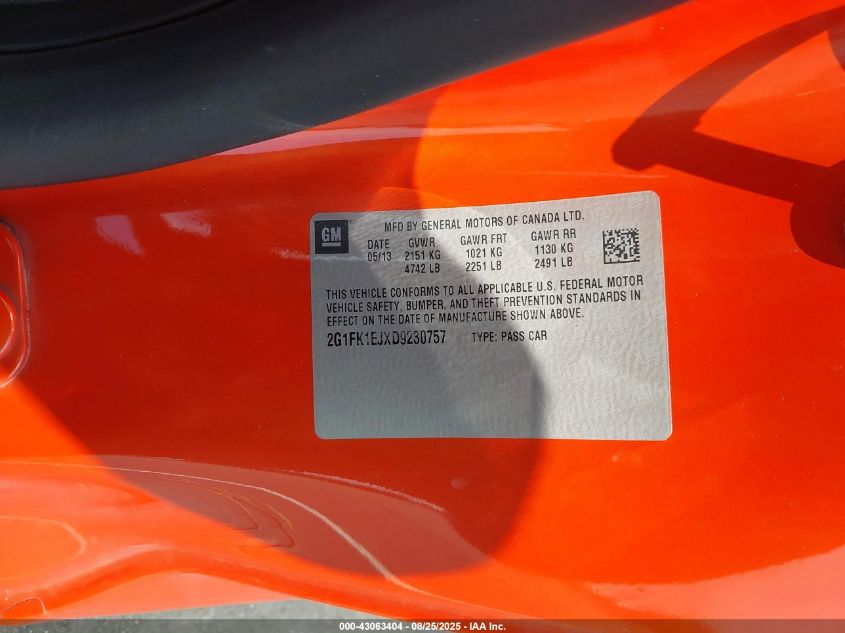 GM
MFD BY GENERAL MOTORS OF CANADA LTD.
DATE GVWR GAWR FRT GAWR RR
05/13 2151 KG 1021 KG 1130 KG
4742 LB 2251 LB 2491 LB
THIS VEHICLE CONFORMS TO ALL APPLICABLE U.S. FEDERAL MOTOR
VEHICLE SAFETY, BUMPER, AND THEFT PREVENTION STANDARDS IN
EFFECT ON THE DATE OF MANUFACTURE SHOWN ABOVE.
2G1FK1EJXD9230757 TYPE: PASS CAR
000-43063404 - 08/25/2025 - IAA Inc.